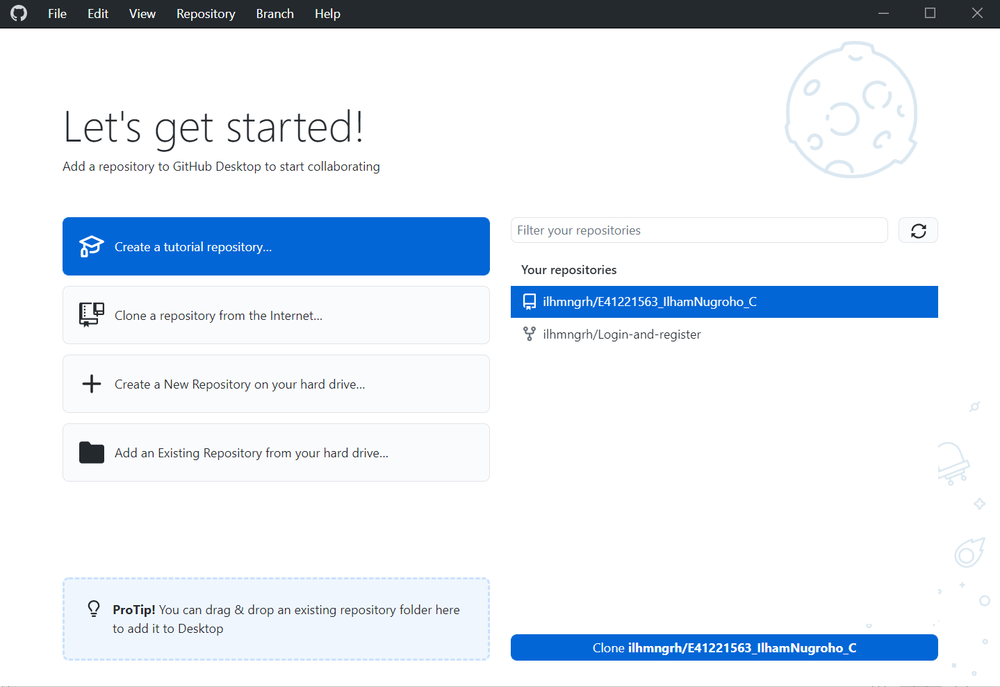 File Edit View Repository Branch Help
Let's get started!
Add a repository to GitHub Desktop to start collaborating
Create a tutorial repository...
Clone a repository from the Internet...
Create a New Repository on your hard drive...
Add an Existing Repository from your hard drive...
ProTip! You can drag & drop an existing repository folder here
to add it to Desktop
Filter your repositories
Your repositories
ilhmngrh/E41221563_IlhamNugroho_C
ilhmngrh/Login-and-register
Clone ilhmngrh/E41221563_IlhamNugroho_C